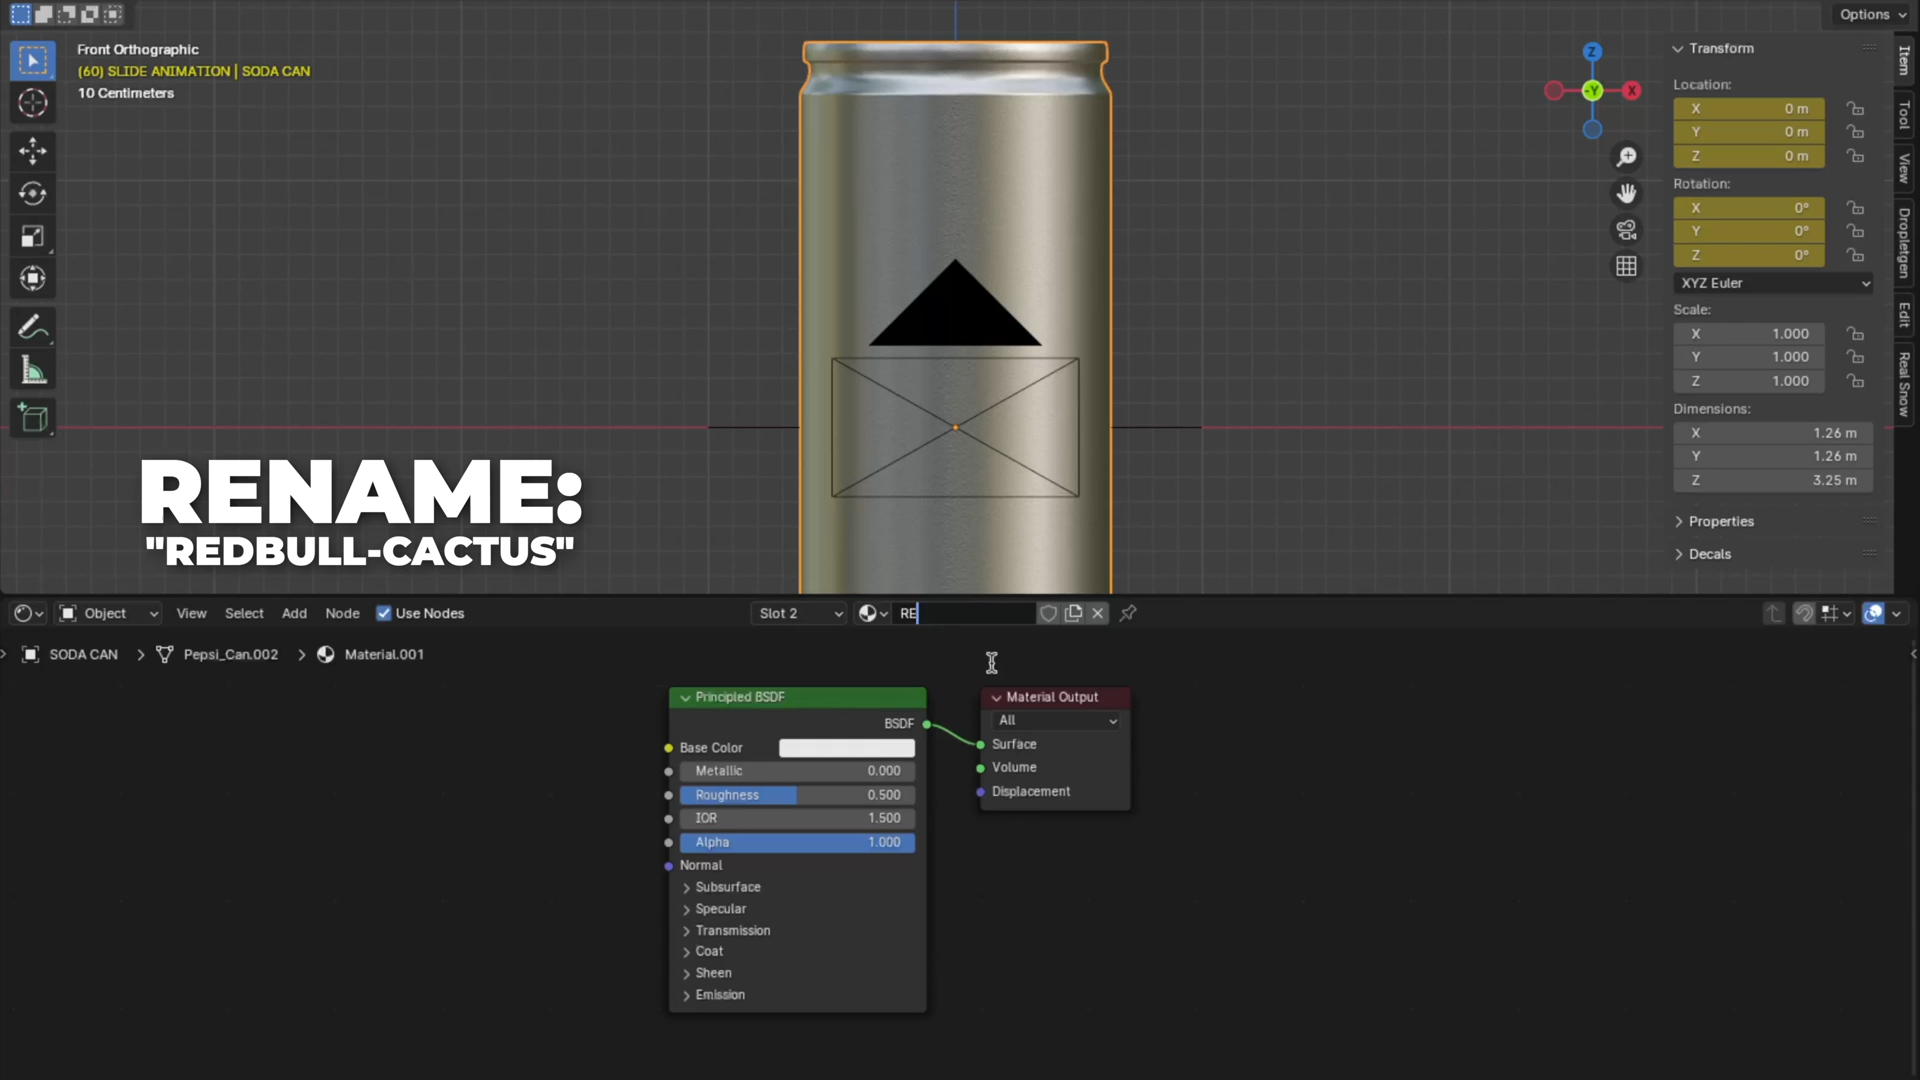 Options
Front Orthographic
(60) SLIDE ANIMATION | SODA CAN
10 Centimeters
Z
-Y
X
Transform
Location:
X 0 m
Y 0 m
Z 0 m
Rotation:
X 0°
Y 0°
Z 0°
XYZ Euler
Scale:
X 1.000
Y 1.000
Z 1.000
Dimensions:
X 1.26 m
Y 1.26 m
Z 3.25 m
Properties
Decals
Item
Tool
View
Dropletgen
Edit
Real Snow
RENAME:
"REDBULL-CACTUS"
Object View Select Add Node Use Nodes Slot 2 RE
SODA CAN Pepsi_Can.002 Material.001
Principled BSDF
BSDF
Base Color
Metallic 0.000
Roughness 0.500
IOR 1.500
Alpha 1.000
Normal
Subsurface
Specular
Transmission
Coat
Sheen
Emission
Material Output
All
Surface
Volume
Displacement